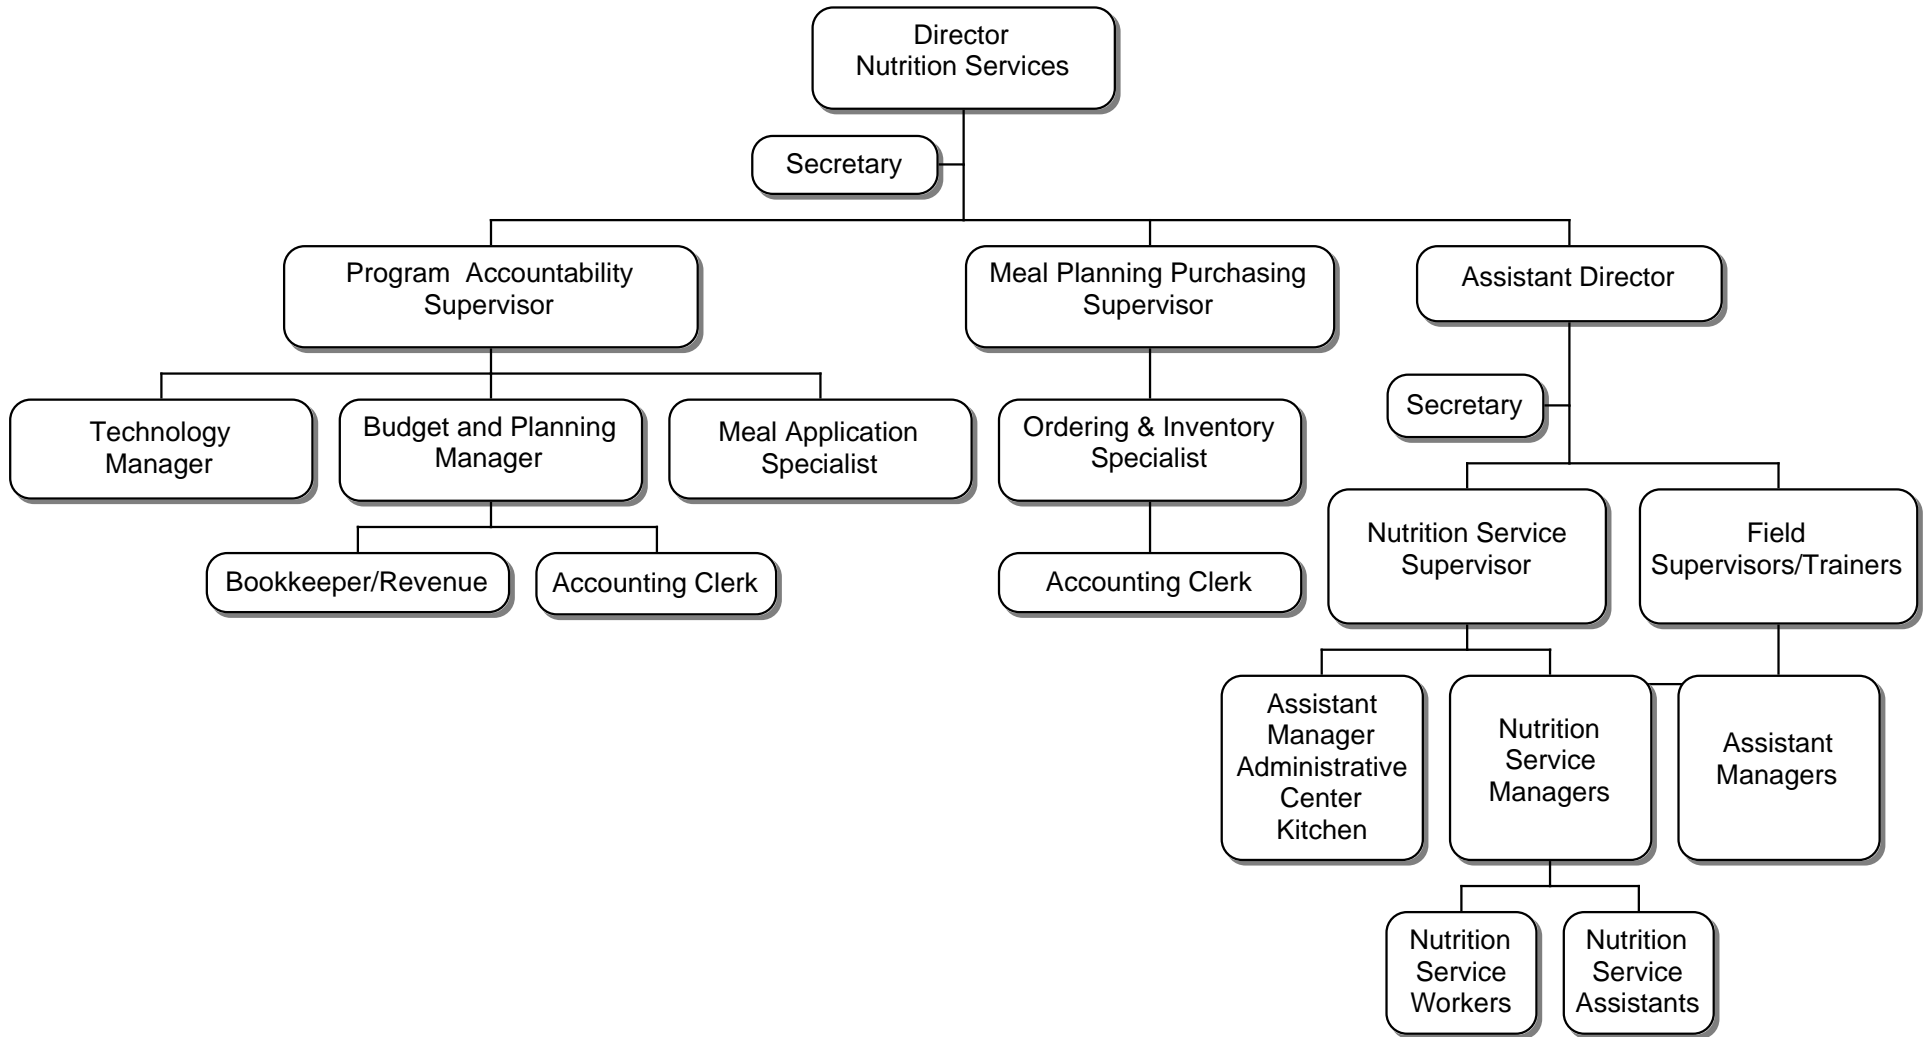 Director
Nutrition Services
Secretary
Program Accountability
Supervisor
Meal Planning Purchasing
Supervisor
Assistant Director
Technology
Manager
Budget and Planning
Manager
Meal Application
Specialist
Ordering & Inventory
Specialist
Secretary
Bookkeeper/Revenue
Accounting Clerk
Accounting Clerk
Nutrition Service
Supervisor
Field
Supervisors/Trainers
Assistant
Manager
Administrative
Center
Kitchen
Nutrition
Service
Managers
Assistant
Managers
Nutrition
Service
Workers
Nutrition
Service
Assistants